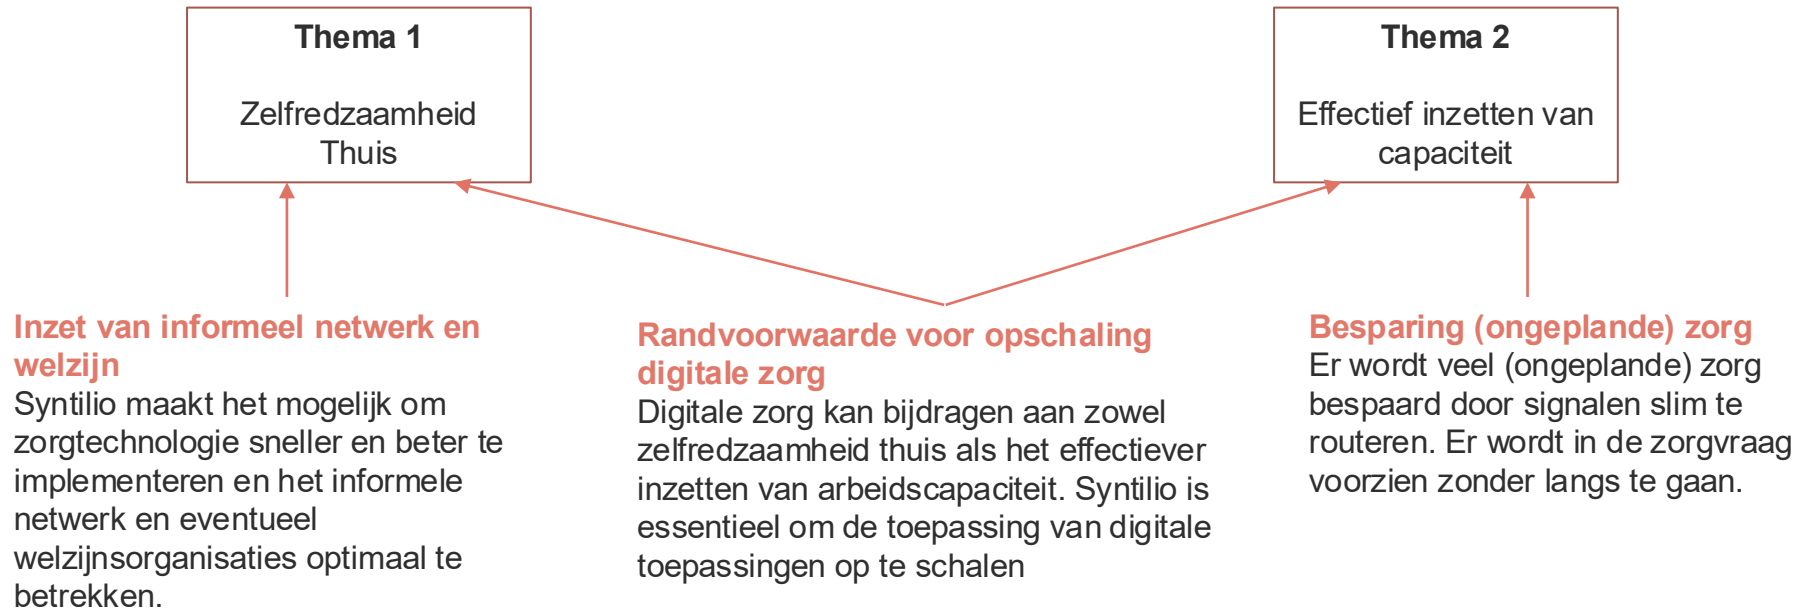 Thema 1
Zelfredzaamheid
Thuis
Thema 2
Effectief inzetten van
capaciteit
Inzet van informeel netwerk en
welzijn
Syntilio maakt het mogelijk om
zorgtechnologie sneller en beter te
implementeren en het informele
netwerk en eventueel
welzijnsorganisaties optimaal te
betrekken.
Randvoorwaarde voor opschaling
digitale zorg
Digitale zorg kan bijdragen aan zowel
zelfredzaamheid thuis als het effectiever
inzetten van arbeidscapaciteit. Syntilio is
essentieel om de toepassing van digitale
toepassingen op te schalen
Besparing (ongeplande) zorg
Er wordt veel (ongeplande) zorg
bespaard door signalen slim te
routeren. Er wordt in de zorgvraag
voorzien zonder langs te gaan.